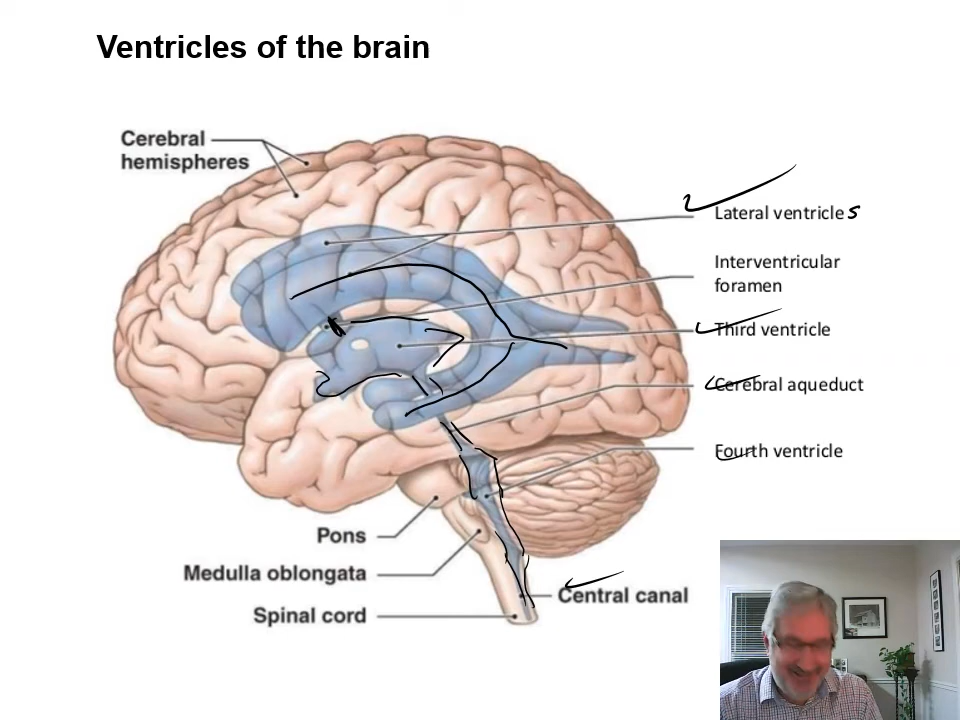 Ventricles of the brain
Cerebral
hemispheres
Lateral ventricles
Interventricular
foramen
Third ventricle
Cerebral aqueduct
Fourth ventricle
Pons
Medulla oblongata
Spinal cord
Central canal